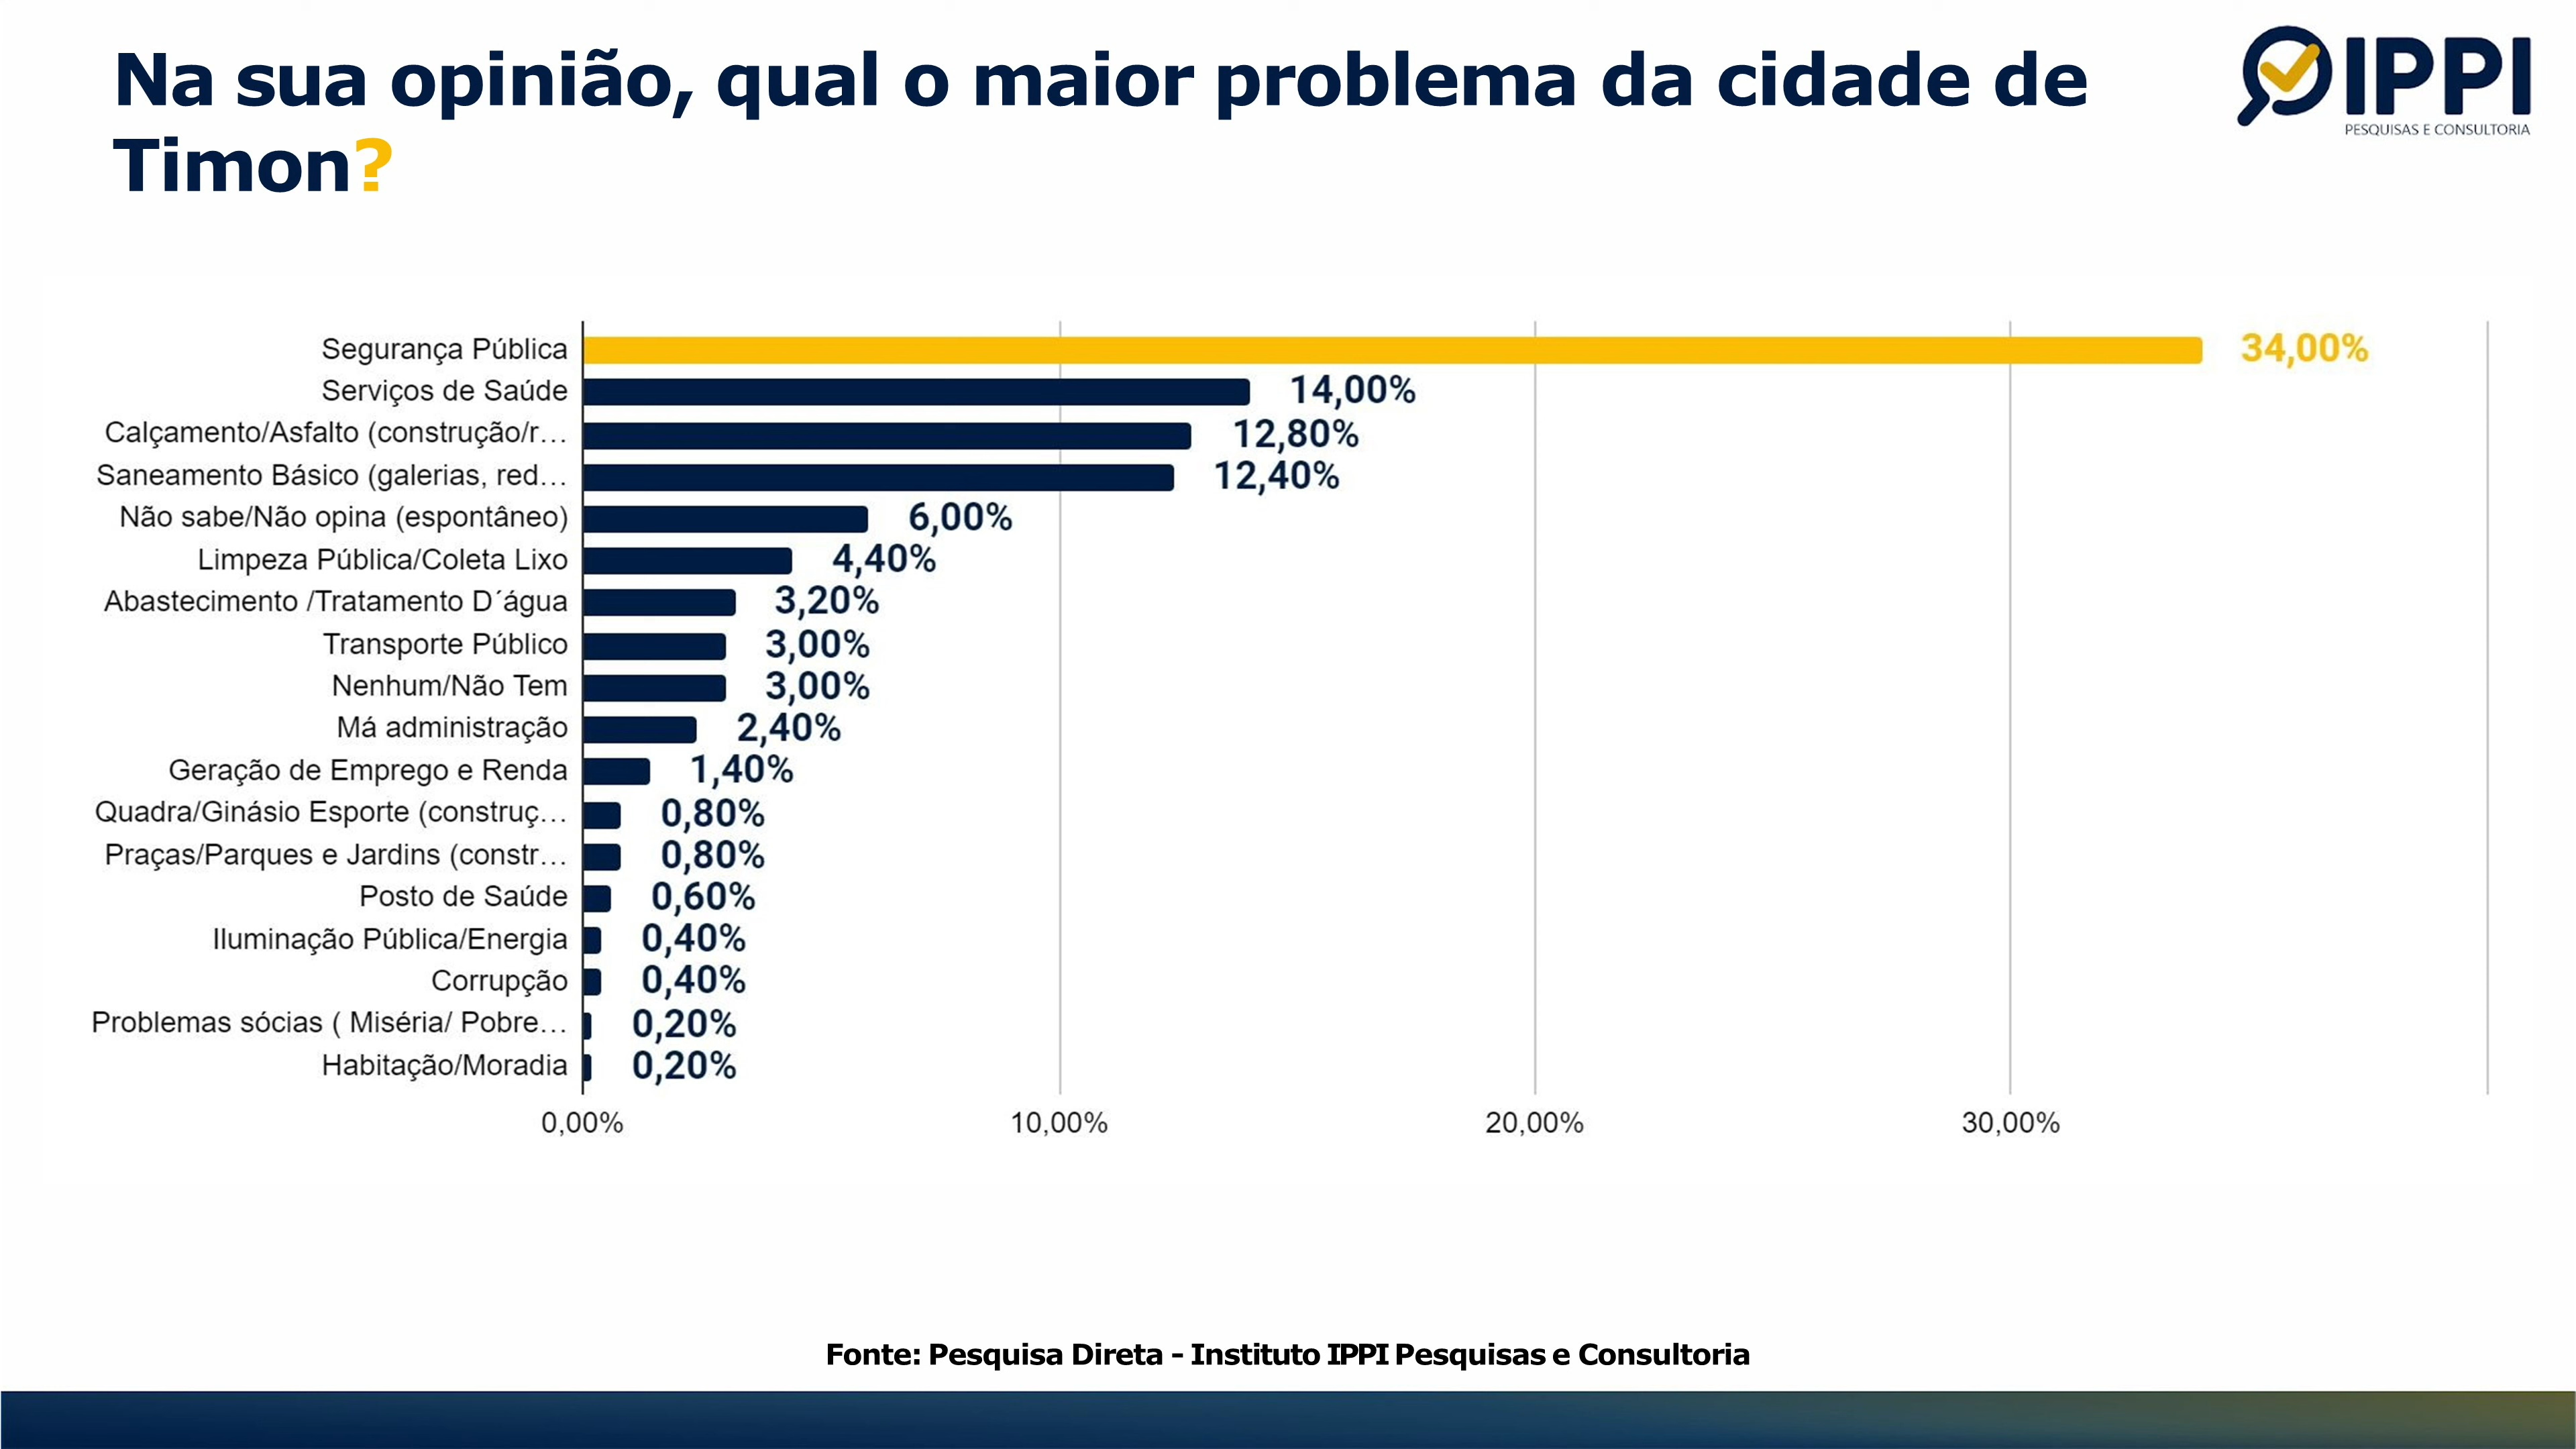 Na sua opinião, qual o maior problema da cidade de
Timon?
IPPI
PESQUISAS E CONSULTORIA
Segurança Pública 34,00%
Serviços de Saúde 14,00%
Calçamento/Asfalto (construção/r… 12,80%
Saneamento Básico (galerias, red… 12,40%
Não sabe/Não opina (espontâneo) 6,00%
Limpeza Pública/Coleta Lixo 4,40%
Abastecimento /Tratamento D´água 3,20%
Transporte Público 3,00%
Nenhum/Não Tem 3,00%
Má administração 2,40%
Geração de Emprego e Renda 1,40%
Quadra/Ginásio Esporte (construç… 0,80%
Praças/Parques e Jardins (constr… 0,80%
Posto de Saúde 0,60%
Iluminação Pública/Energia 0,40%
Corrupção 0,40%
Problemas sócias ( Miséria/ Pobre… 0,20%
Habitação/Moradia 0,20%
0,00% 10,00% 20,00% 30,00%
Fonte: Pesquisa Direta - Instituto IPPI Pesquisas e Consultoria